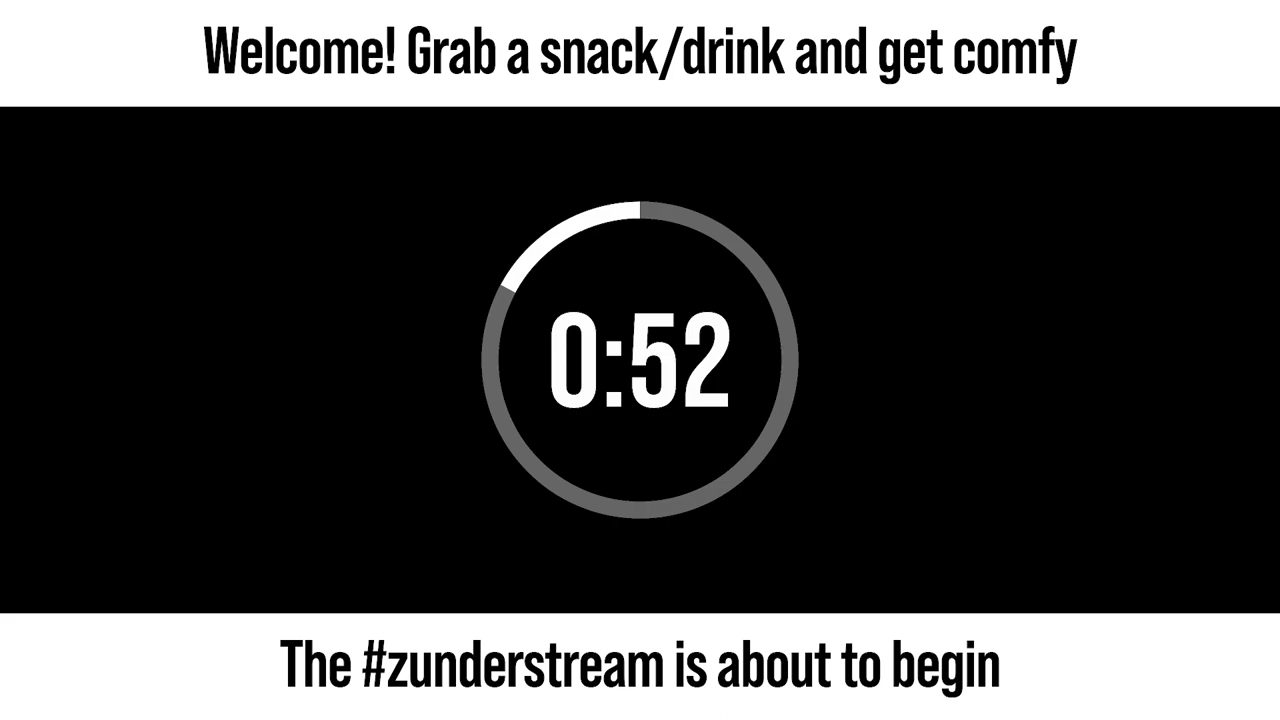 Welcome! Grab a snack/drink and get comfy
0:52
The #zunderstream is about to begin